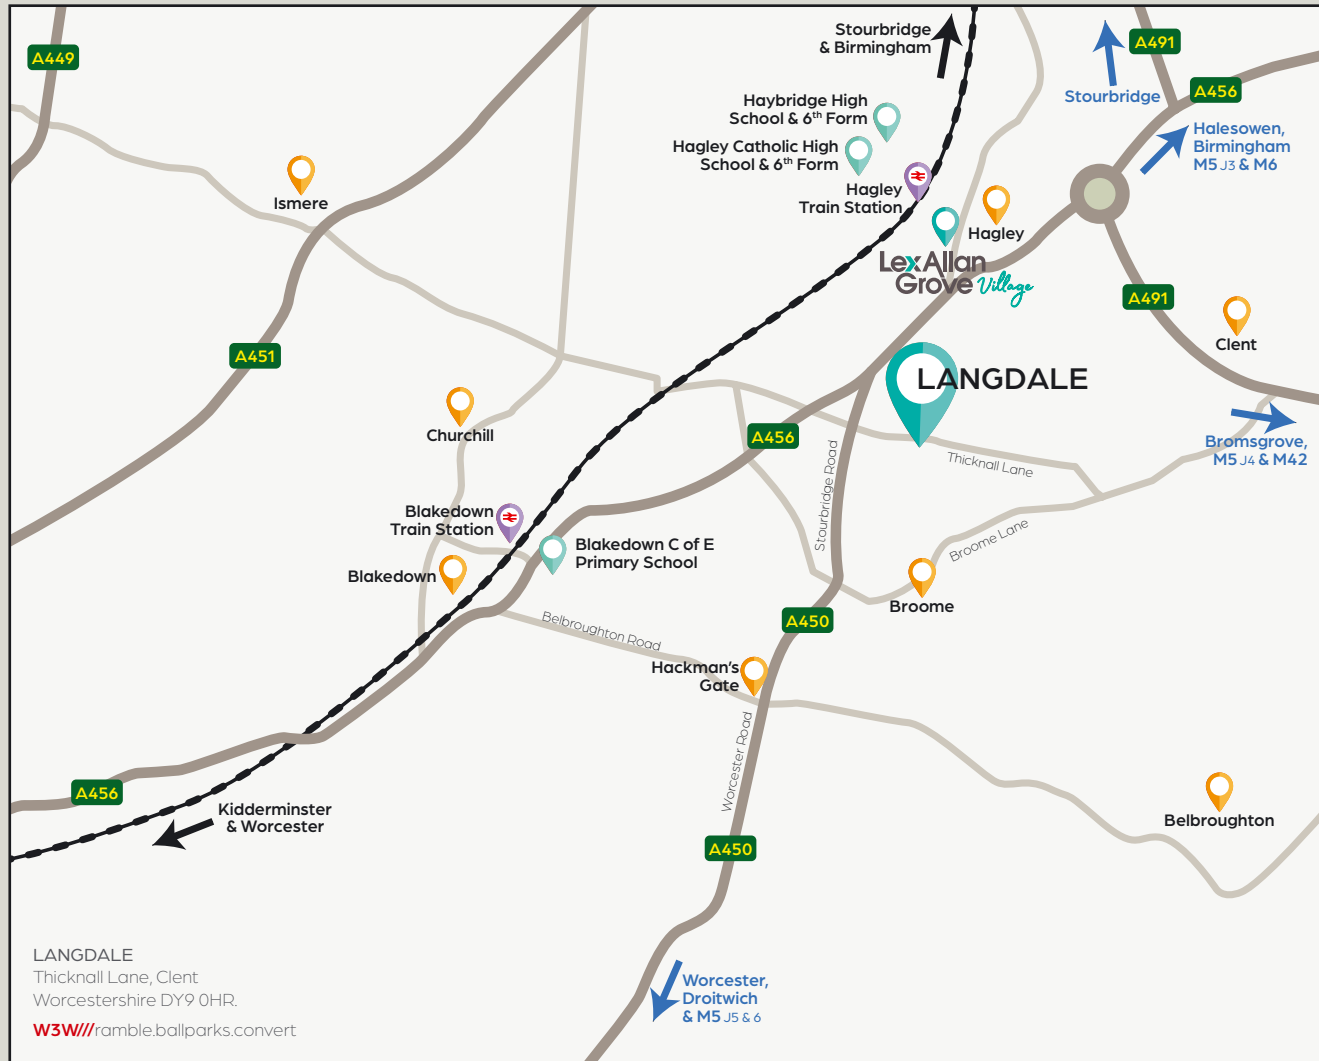 A449
Stourbridge
& Birmingham
A491
A456
Stourbridge
Haybridge High
School & 6th Form
Halesowen,
Birmingham
M5 J3 & M6
Hagley Catholic High
School & 6th Form
Ismere
Hagley
Train Station
Hagley
LexAllan
Grove Village
A491
Clent
A451
LANGDALE
Churchill
A456
Bromsgrove,
M5 J4 & M42
Thicknall Lane
Stourbridge Road
Blakedown
Train Station
Blakedown C of E
Primary School
Broome Lane
Blakedown
Broome
Belbroughton Road
A450
Hackman's
Gate
Worcester Road
A456
Kidderminster
& Worcester
Belbroughton
A450
LANGDALE
Thicknall Lane, Clent
Worcestershire DY9 0HR.
W3W///ramble.ballparks.convert
Worcester,
Droitwich
& M5 J5 & 6